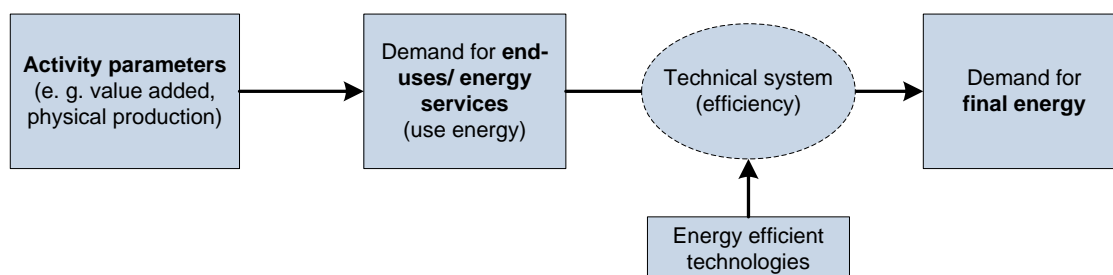 Activity parameters
(e. g. value added,
physical production)
Demand for end-
uses/ energy
services
(use energy)
Technical system
(efficiency)
Demand for
final energy
Energy efficient
technologies